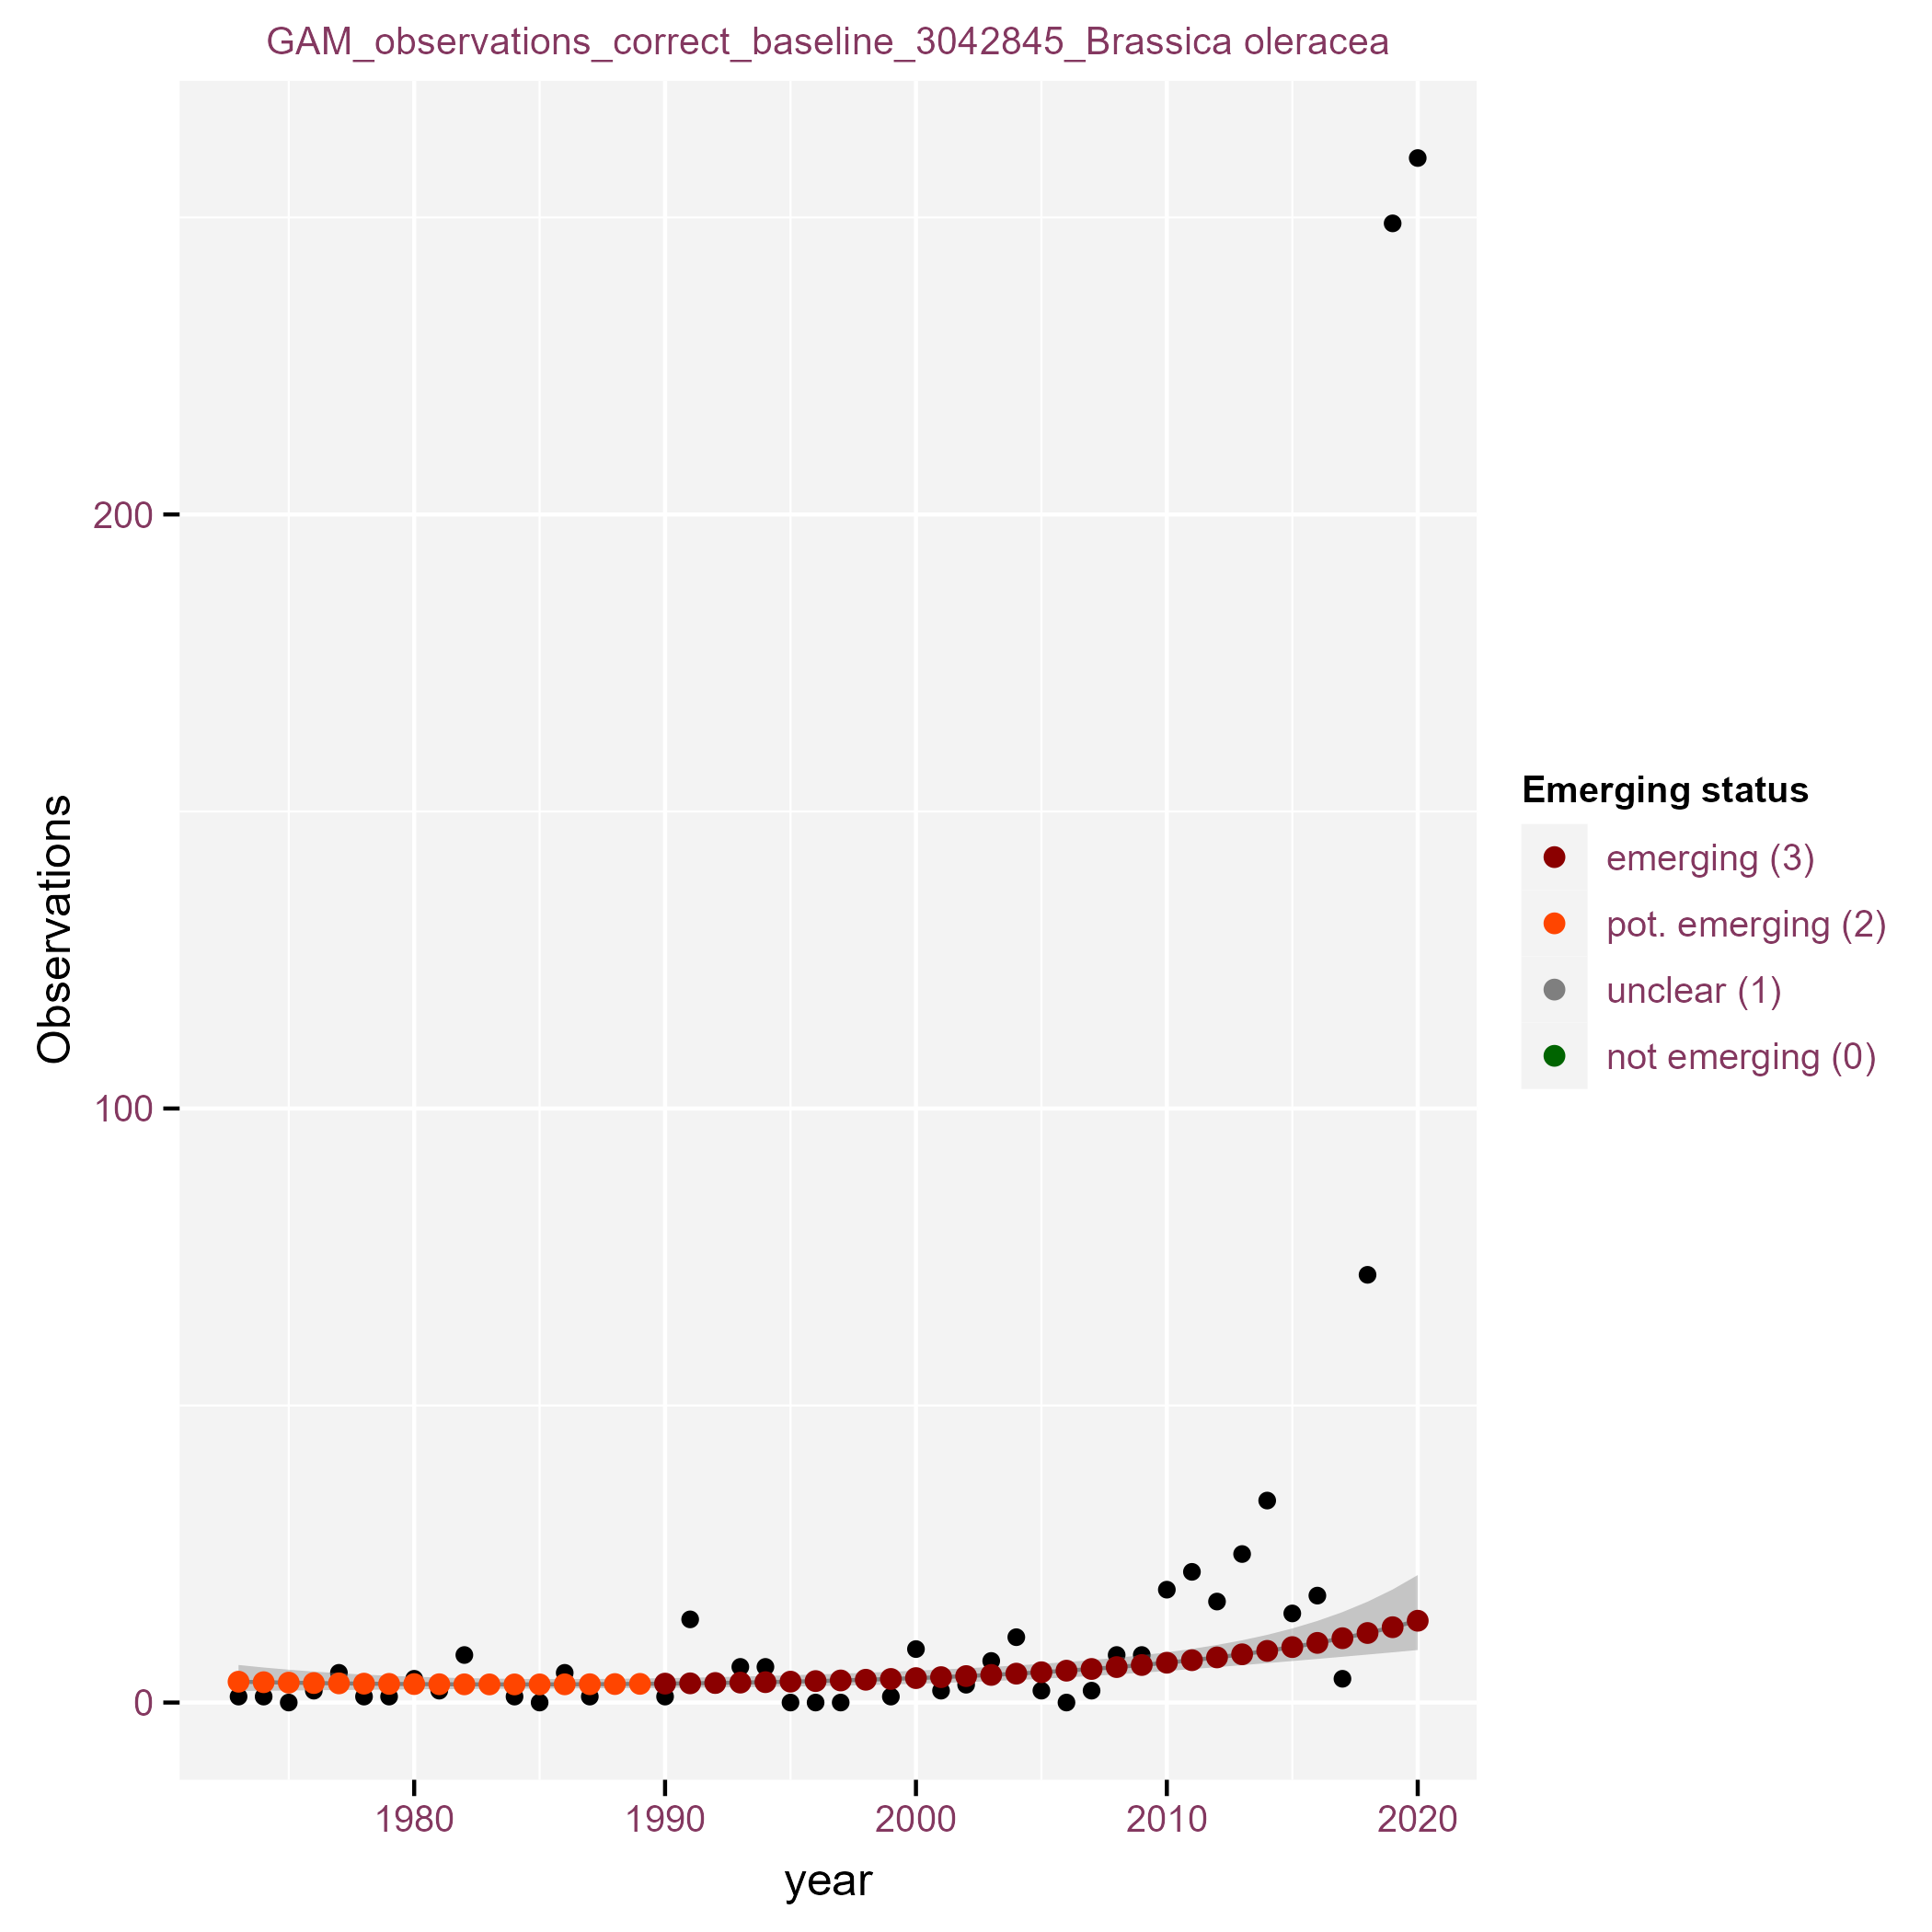 GAM_observations_correct_baseline_3042845_Brassica oleracea
Observations
200
100
0
1980
1990
2000
2010
2020
year
Emerging status
emerging (3)
pot. emerging (2)
unclear (1)
not emerging (0)